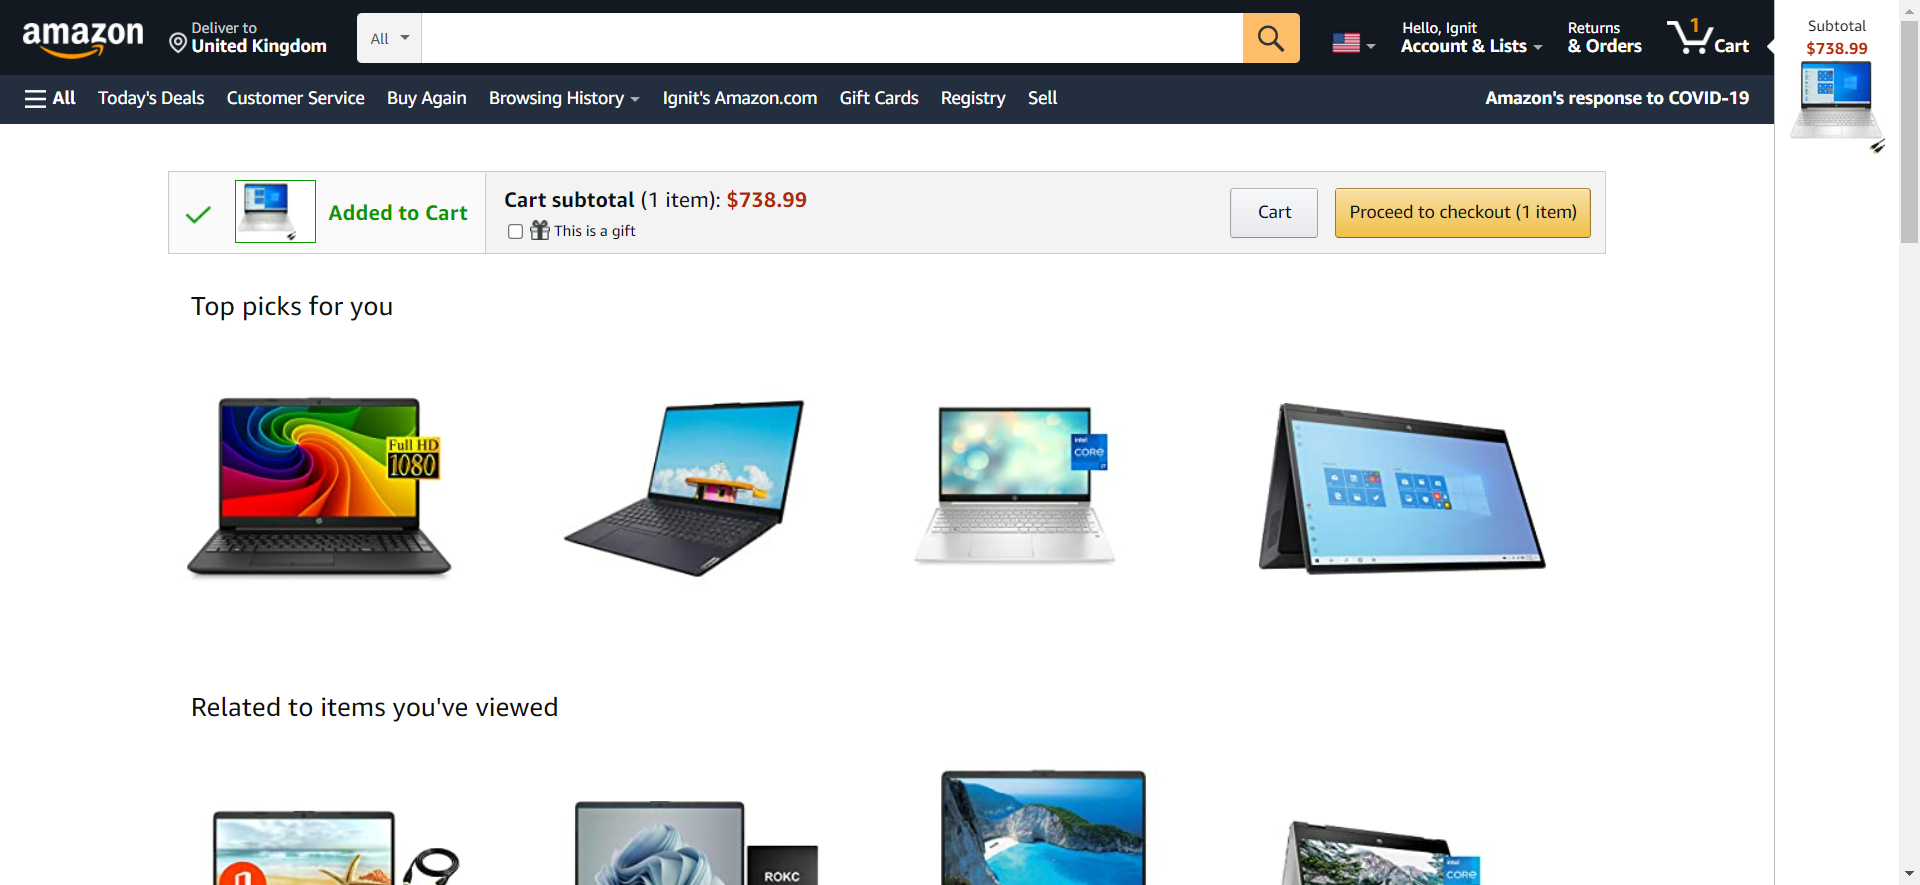 amazon
Deliver to
United Kingdom
All
Hello, Ignit
Account & Lists
Returns
& Orders
1
Cart
Subtotal
$738.99
All
Today's Deals
Customer Service
Buy Again
Browsing History
Ignit's Amazon.com
Gift Cards
Registry
Sell
Amazon's response to COVID-19
Added to Cart
Cart subtotal (1 item): $738.99
This is a gift
Cart
Proceed to checkout (1 item)
Top picks for you
Full HD
1080
intel
CORE
i7
Related to items you've viewed
ROKC
intel
CORE